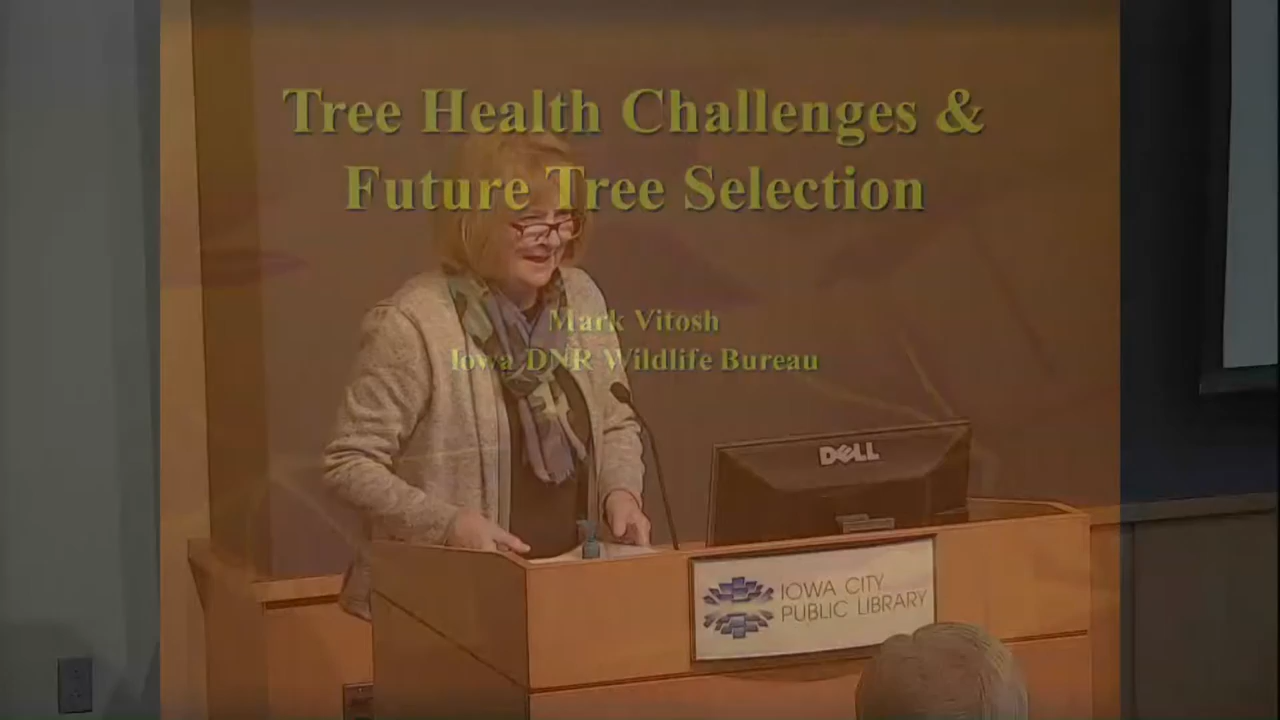 Tree Health Challenges &
Future Tree Selection
Mark Vitosh
Iowa DNR Wildlife Bureau
DELL
IOWA CITY
PUBLIC LIBRARY